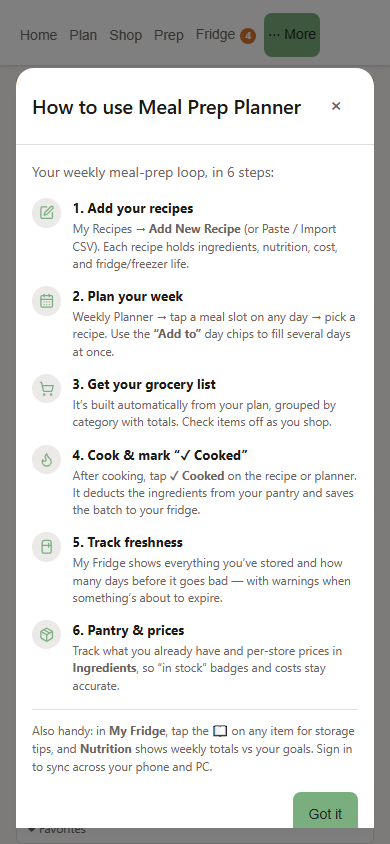 Home Plan Shop Prep Fridge 4 ··· More
How to use Meal Prep Planner ×
Your weekly meal-prep loop, in 6 steps:
1. Add your recipes
My Recipes → Add New Recipe (or Paste / Import
CSV). Each recipe holds ingredients, nutrition, cost,
and fridge/freezer life.
2. Plan your week
Weekly Planner → tap a meal slot on any day → pick a
recipe. Use the “Add to” day chips to fill several days
at once.
3. Get your grocery list
It’s built automatically from your plan, grouped by
category with totals. Check items off as you shop.
4. Cook & mark “✓ Cooked”
After cooking, tap ✓ Cooked on the recipe or planner.
It deducts the ingredients from your pantry and saves
the batch to your fridge.
5. Track freshness
My Fridge shows everything you’ve stored and how
many days before it goes bad — with warnings when
something’s about to expire.
6. Pantry & prices
Track what you already have and per-store prices in
Ingredients, so “in stock” badges and costs stay
accurate.
Also handy: in My Fridge, tap the 📖 on any item for storage
tips, and Nutrition shows weekly totals vs your goals. Sign in
to sync across your phone and PC.
Got it
Favorites